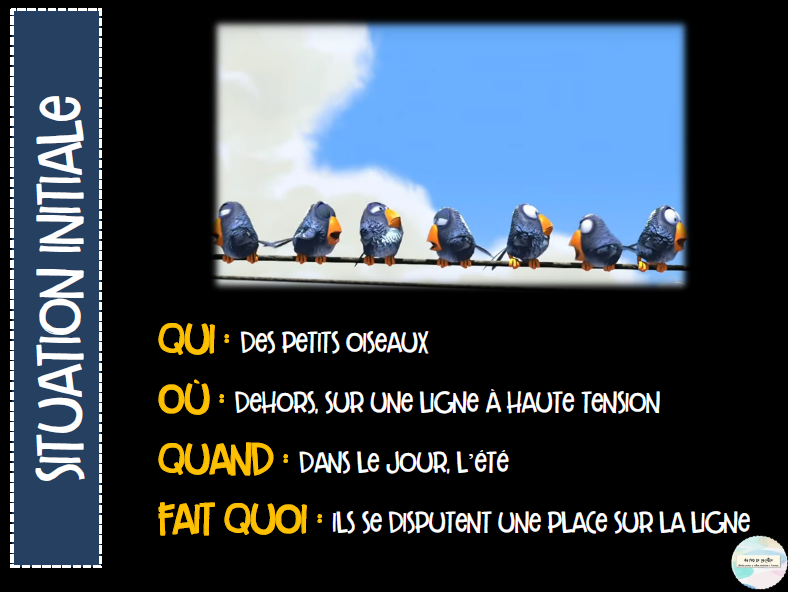 SITUATION INITIALE
QUI : DES PETITS OISEAUX
OÙ : DEHORS, SUR UNE LIGNE À HAUTE TENSION
QUAND : DANS LE JOUR, L'ÉTÉ
FAIT QUOI : ILS SE DISPUTENT UNE PLACE SUR LA LIGNE